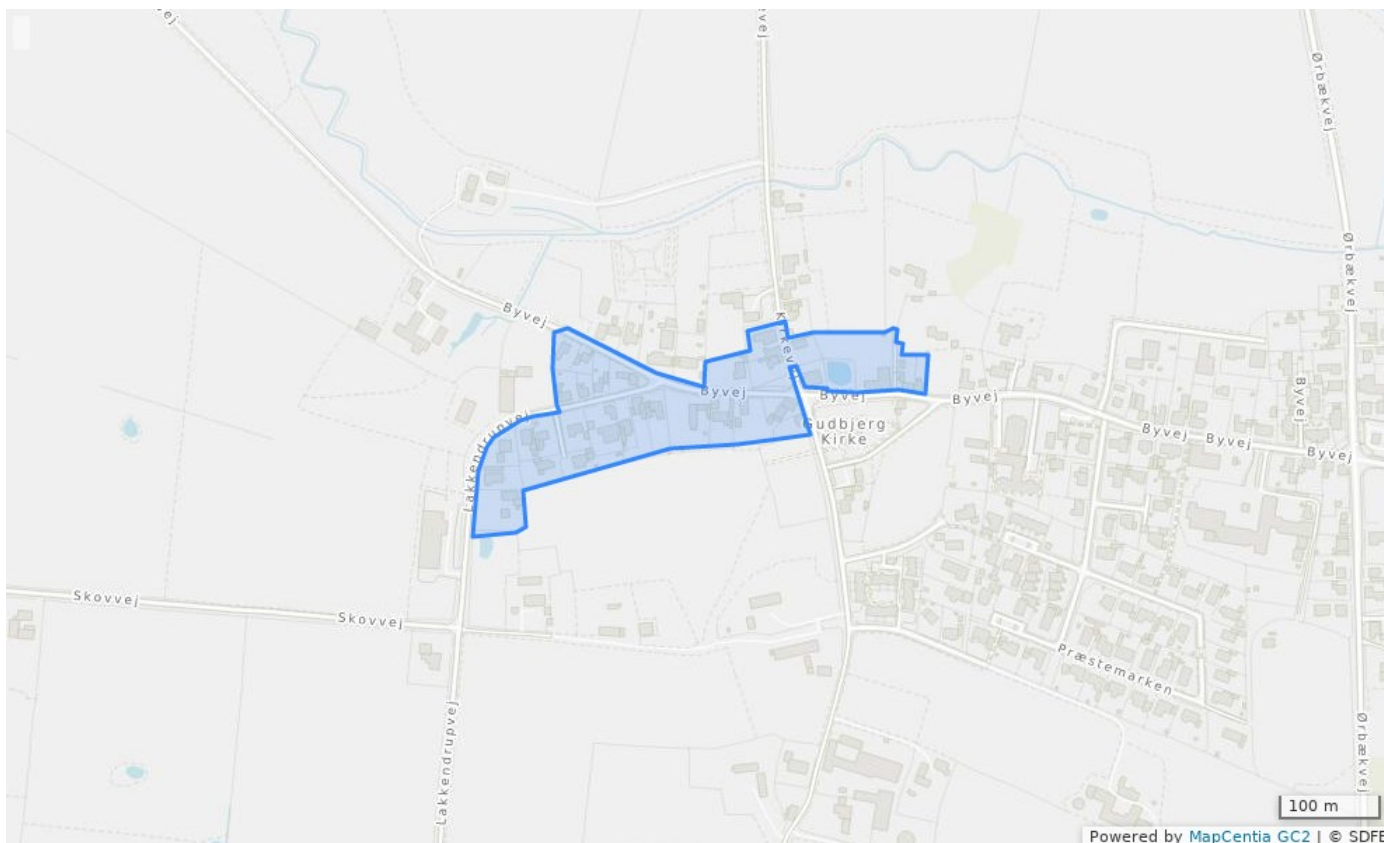 Ørbækvej
Byvej
Ørbækvej
Kirkevej
Byvej
Byvej
Byvej
Lakkendrupvej
Gudbjerg
Kirke
Byvej
Byvej
Byvej
Byvej
Skovvej
Skovvej
Præstemarken
Lakkendrupvej
Ørbækvej
100 m
Powered by MapCentia GC2 | © SDFE